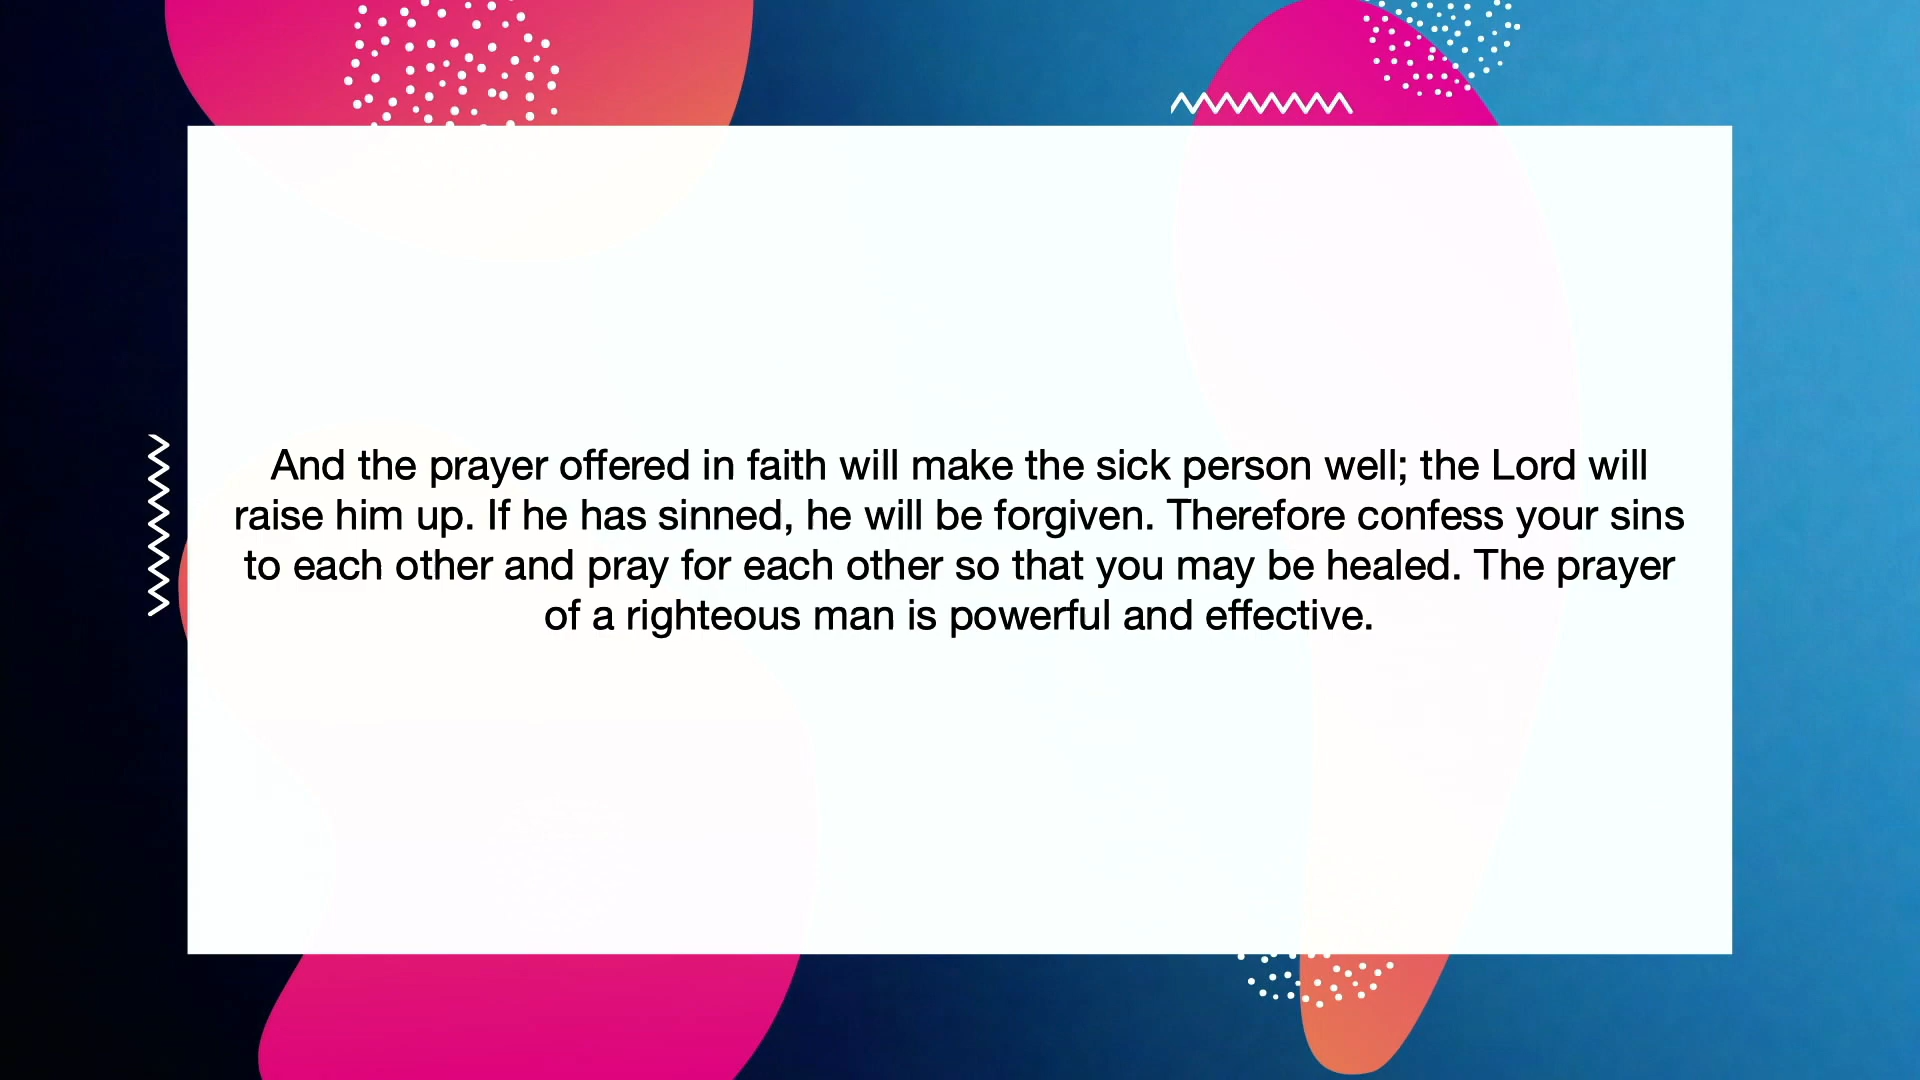 And the prayer offered in faith will make the sick person well; the Lord will
raise him up. If he has sinned, he will be forgiven. Therefore confess your sins
to each other and pray for each other so that you may be healed. The prayer
of a righteous man is powerful and effective.